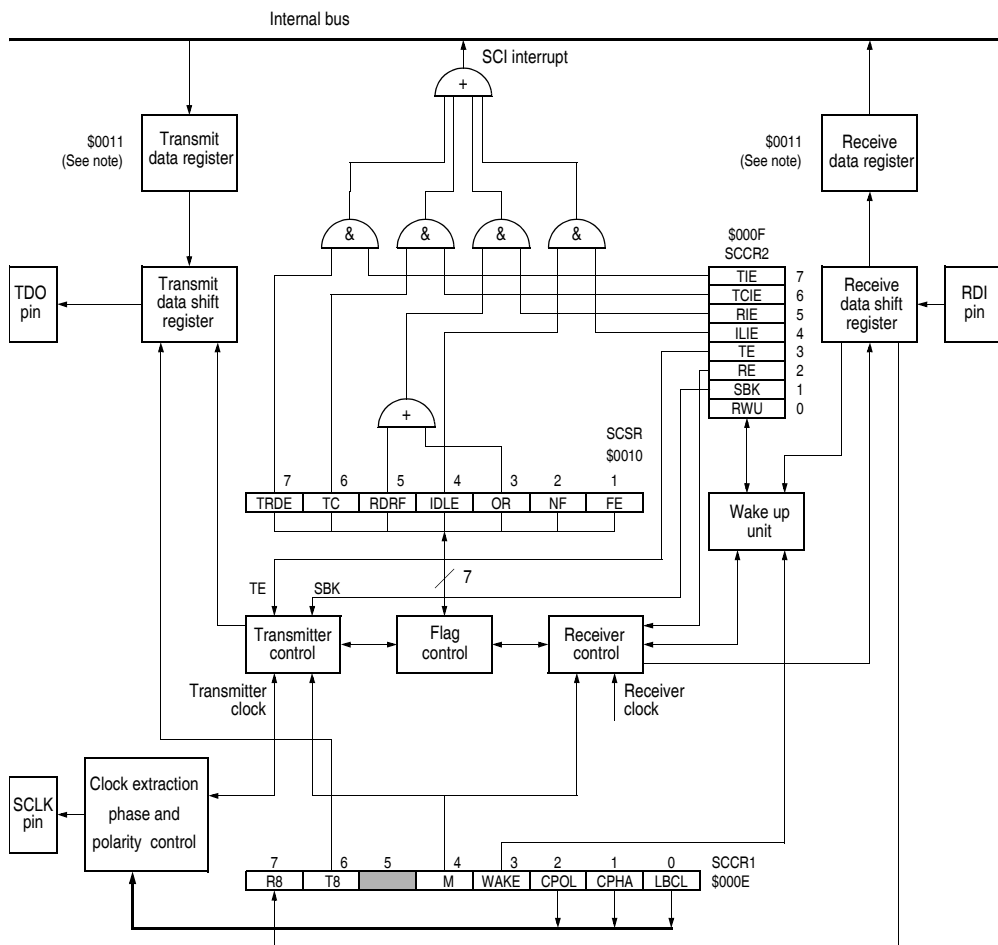 Internal bus
SCI interrupt
+
$0011
(See note)
Transmit
data register
$0011
(See note)
Receive
data register
&
&
&
&
$000F
SCCR2
TDO
pin
Transmit
data shift
register
TIE 7
TCIE 6
RIE 5
ILIE 4
TE 3
RE 2
SBK 1
RWU 0
Receive
data shift
register
RDI
pin
+
SCSR
$0010
7 6 5 4 3 2 1
TRDE TC RDRF IDLE OR NF FE
Wake up
unit
7
TE
SBK
Transmitter
control
Flag
control
Receiver
control
Transmitter
clock
Receiver
clock
SCLK
pin
Clock extraction
phase and
polarity control
7 6 5 4 3 2 1 0 SCCR1
R8 T8 M WAKE CPOL CPHA LBCL $000E